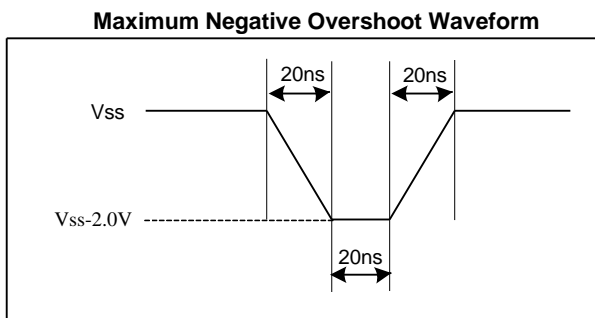 Maximum Negative Overshoot Waveform
20ns 20ns
Vss
Vss-2.0V
20ns